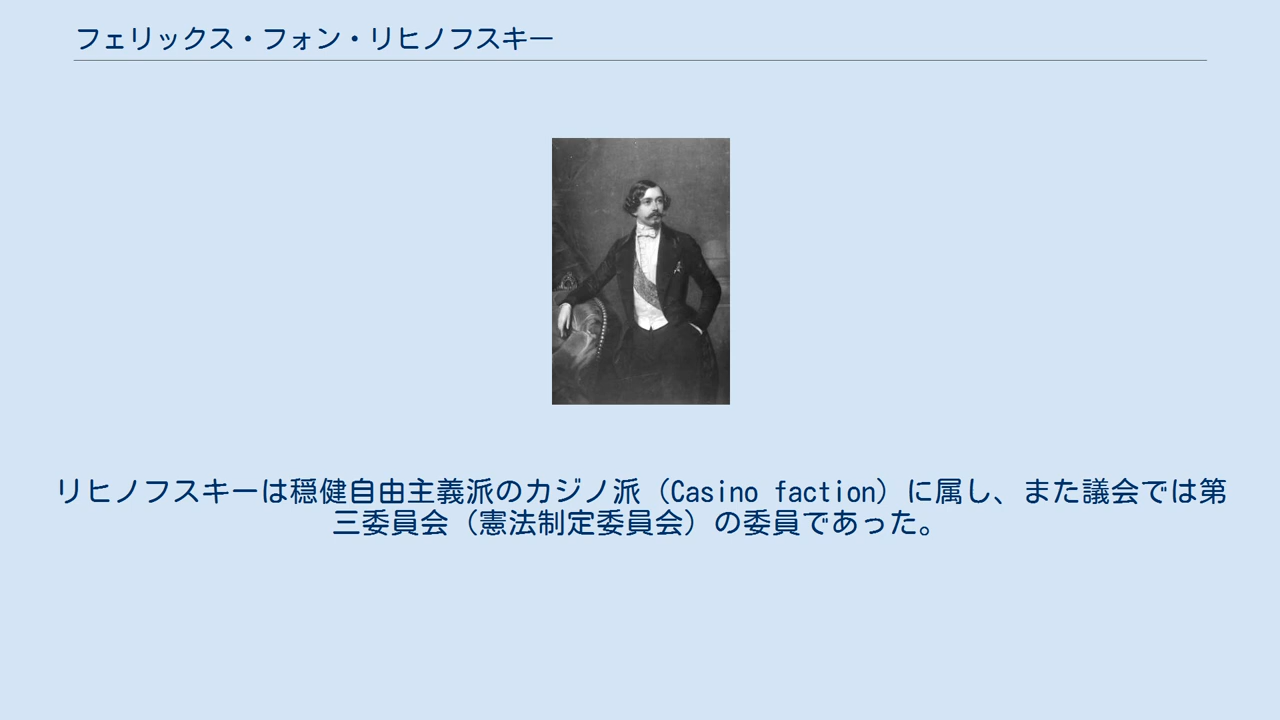 フェリックス・フォン・リヒノフスキー
リヒノフスキーは穏健自由主義派のカジノ派（Casino faction）に属し、また議会では第
三委員会（憲法制定委員会）の委員であった。